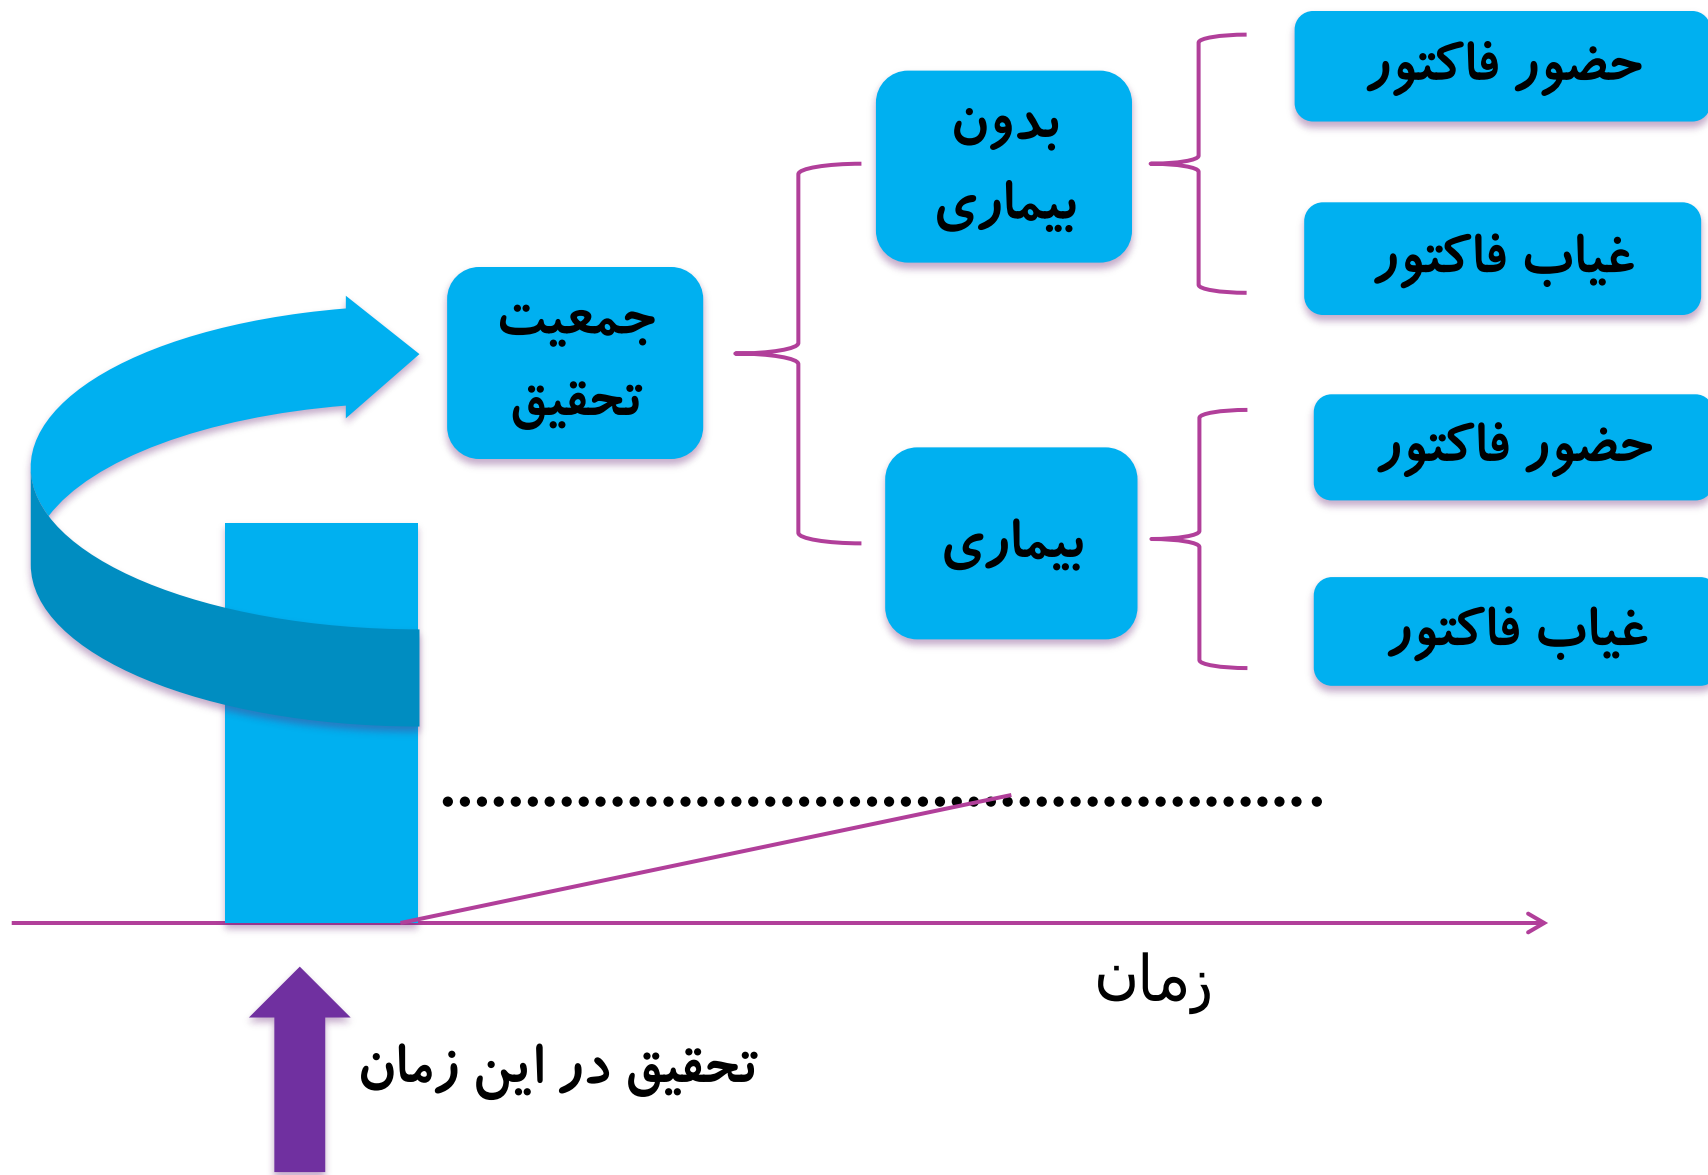 حضور فاکتور
بدون
بیماری
غیاب فاکتور
جمعیت
تحقیق
حضور فاکتور
بیماری
غیاب فاکتور
زمان
تحقیق در این زمان